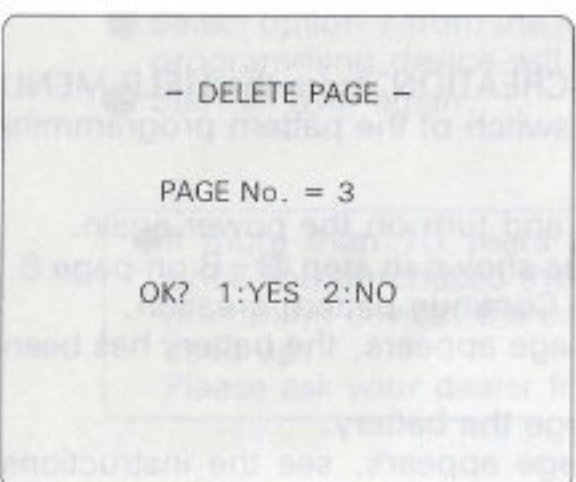 — DELETE PAGE —
PAGE No. = 3
OK? 1:YES 2:NO